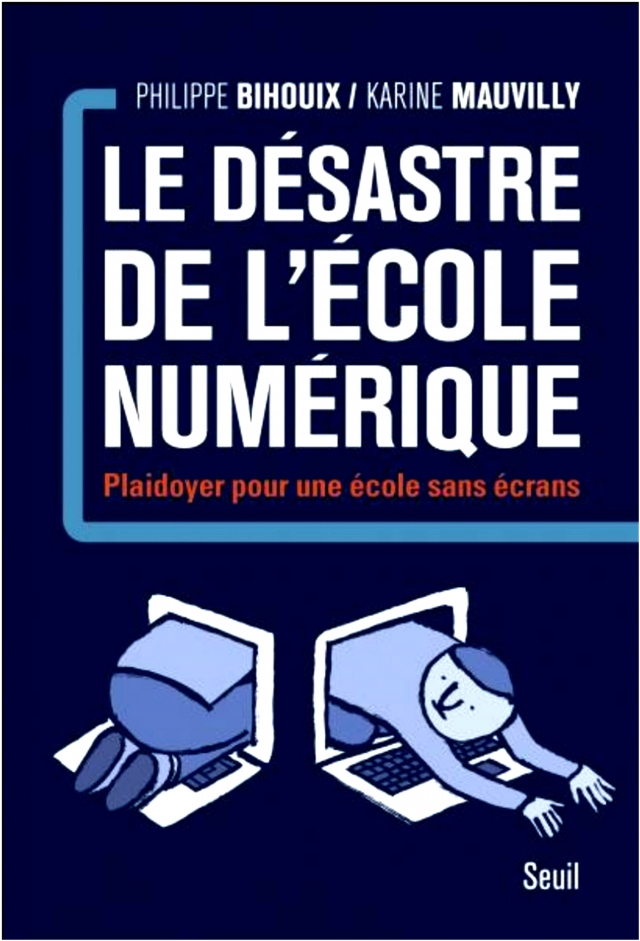 PHILIPPE BIHOUIX / KARINE MAUVILLY
LE DÉSASTRE
DE L'ÉCOLE
NUMÉRIQUE
Plaidoyer pour une école sans écrans
Seuil